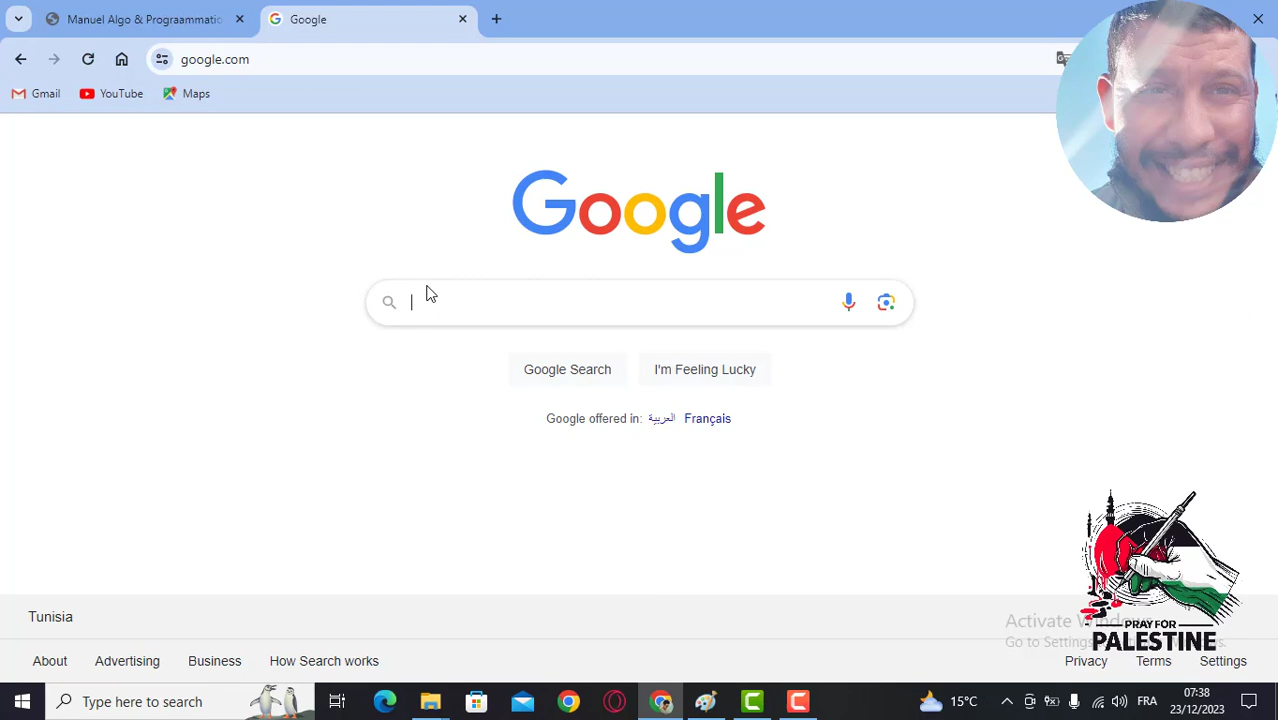 Manuel Algo & Prograammatic
Google
google.com
Gmail
YouTube
Maps
Google
Google Search
I'm Feeling Lucky
Google offered in: العربية Français
Tunisia
Activate Windows
Go to Settings
PRAY FOR
PALESTINE
About
Advertising
Business
How Search works
Privacy
Terms
Settings
Type here to search
15°C
FRA
07:38
23/12/2023